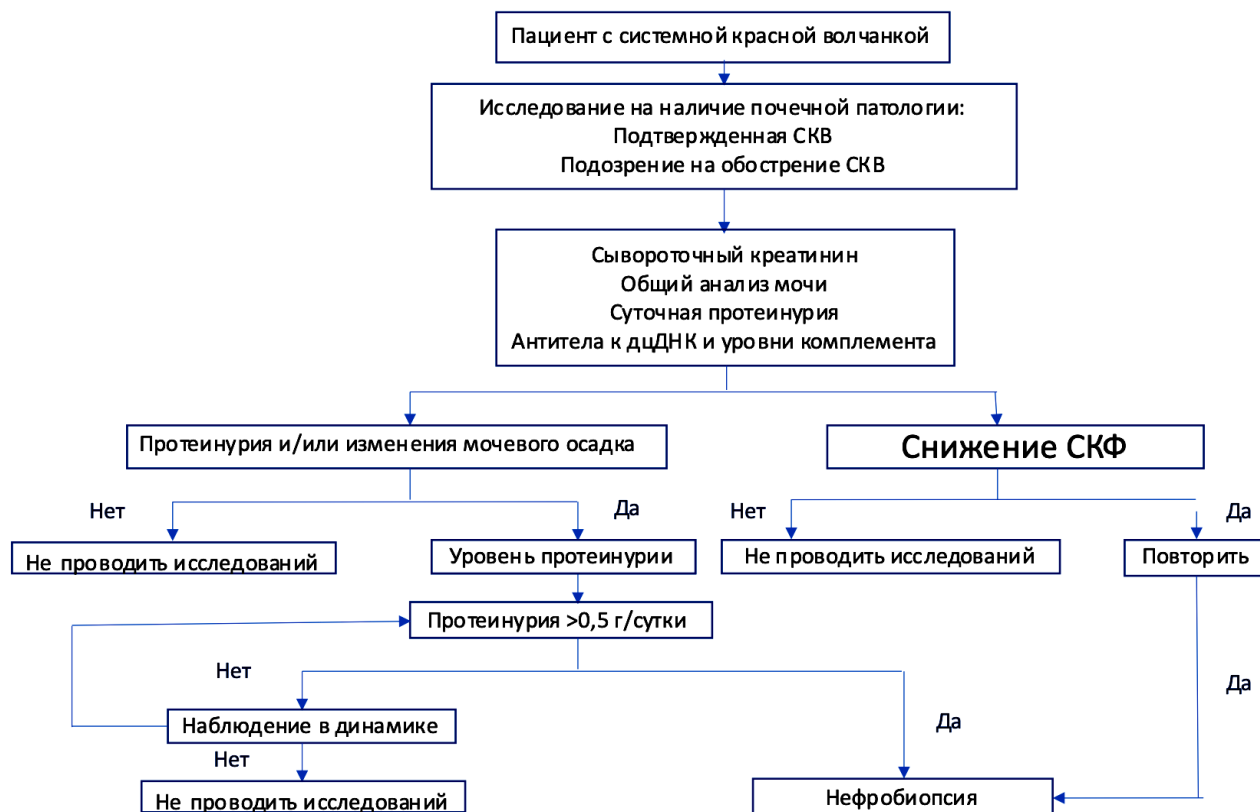 Пациент с системной красной волчанкой
Исследование на наличие почечной патологии:
Подтвержденная СКВ
Подозрение на обострение СКВ
Сывороточный креатинин
Общий анализ мочи
Суточная протеинурия
Антитела к дцДНК и уровни комплемента
Протеинурия и/или изменения мочевого осадка
Снижение СКФ
Нет
Да
Нет
Да
Не проводить исследований
Уровень протеинурии
Не проводить исследований
Повторить
Протеинурия >0,5 г/сутки
Нет
Да
Наблюдение в динамике
Да
Нет
Не проводить исследований
Нефробиопсия